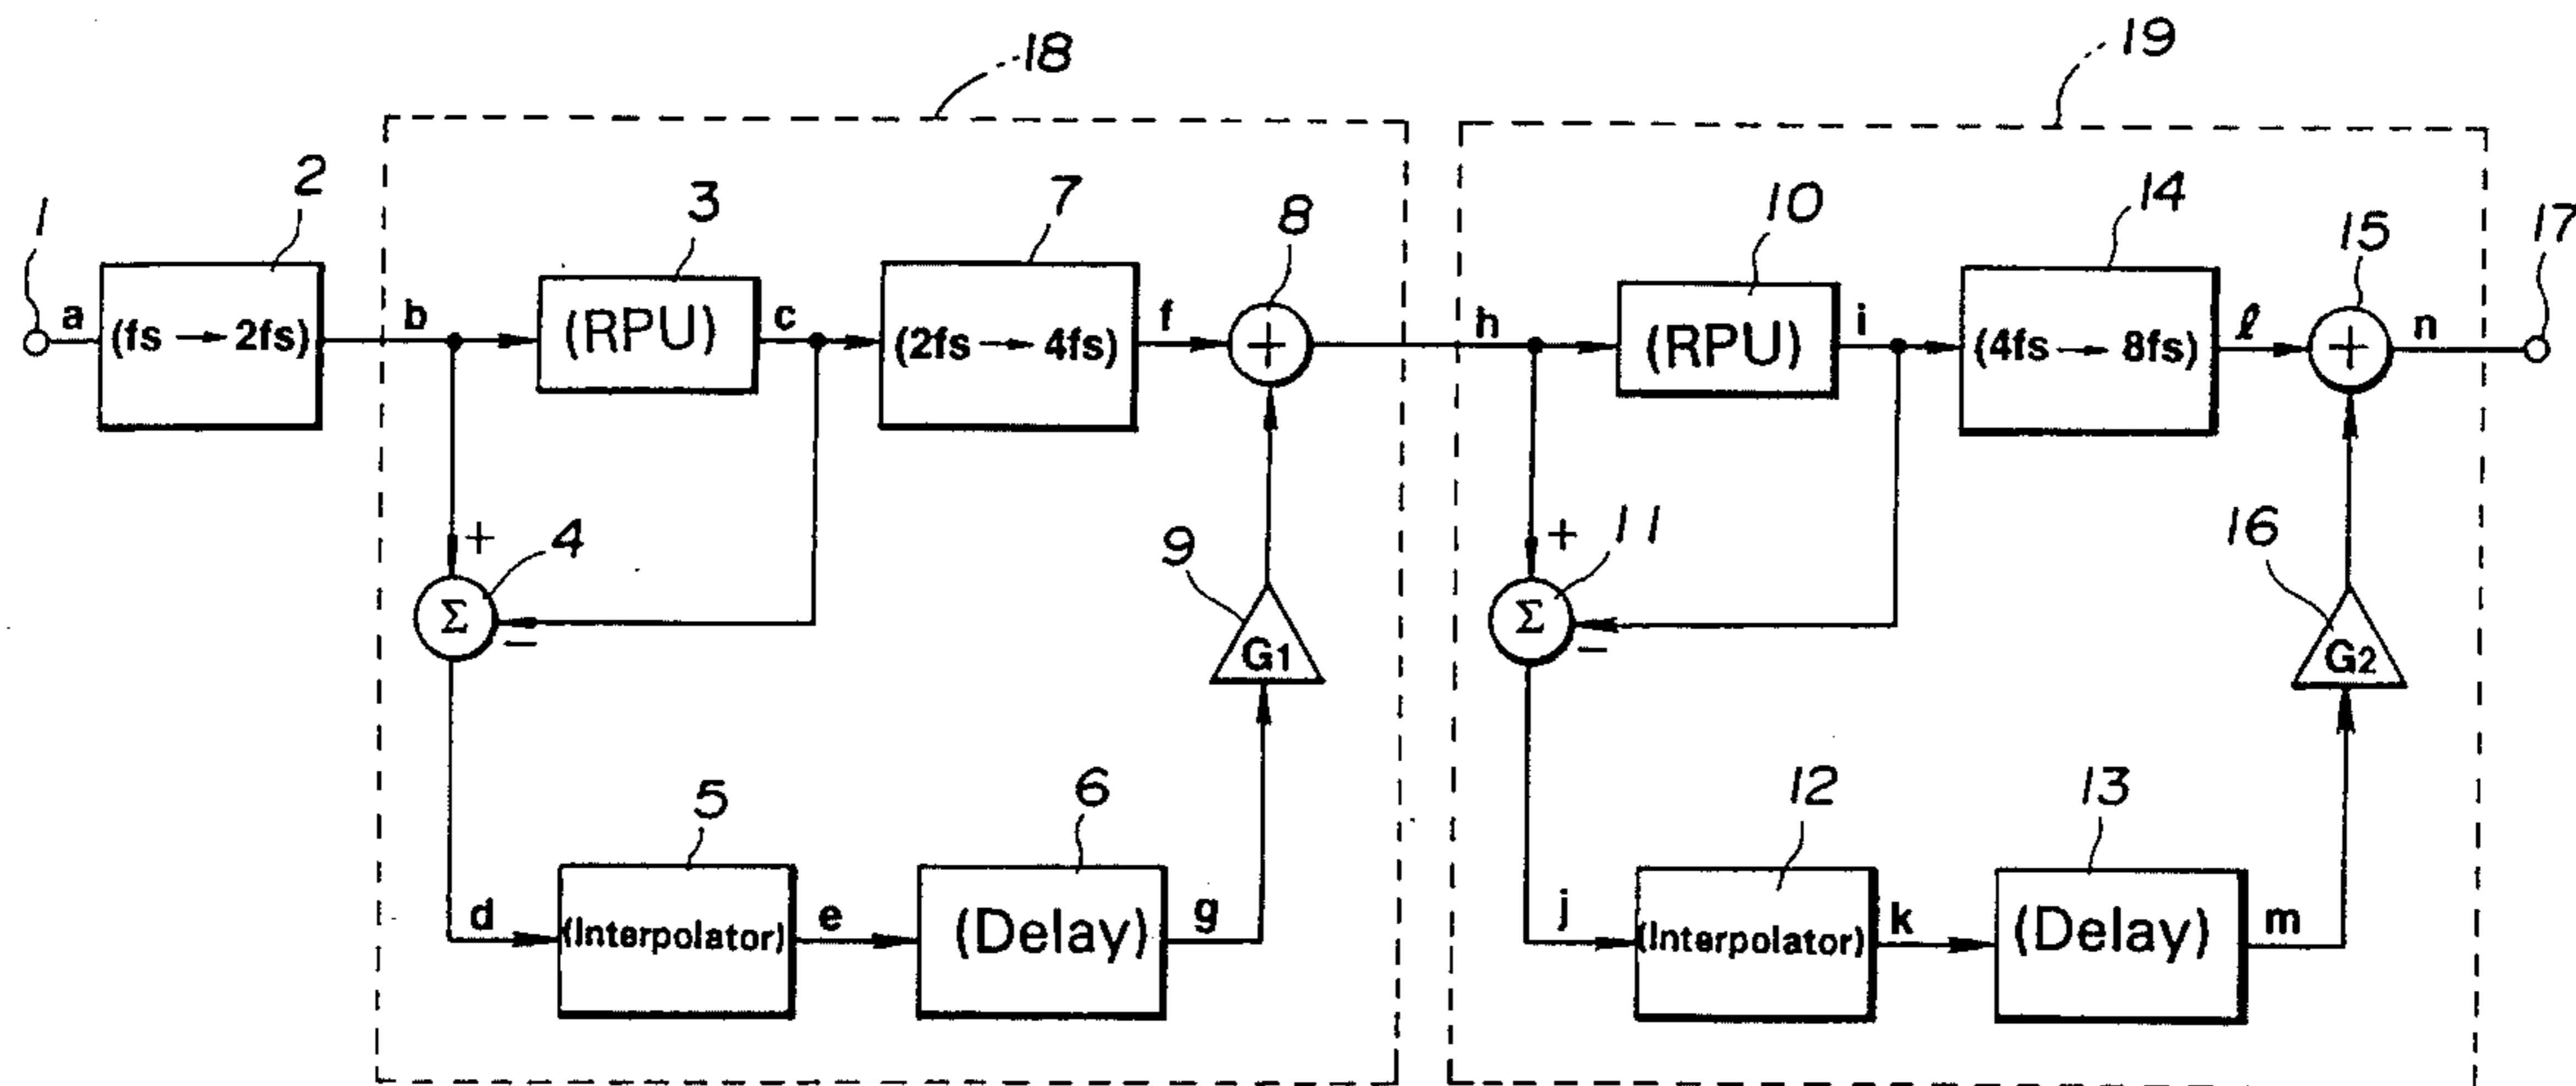 18
19
1
2
3
7
8
10
14
15
17
a
(fs → 2fs)
b
(RPU)
c
(2fs → 4fs)
f
+
h
(RPU)
i
(4fs → 8fs)
ℓ
+
n
+
4
Σ
−
9
G1
+
11
Σ
−
16
G2
5
6
12
13
d
(Interpolator)
e
(Delay)
g
j
(Interpolator)
k
(Delay)
m